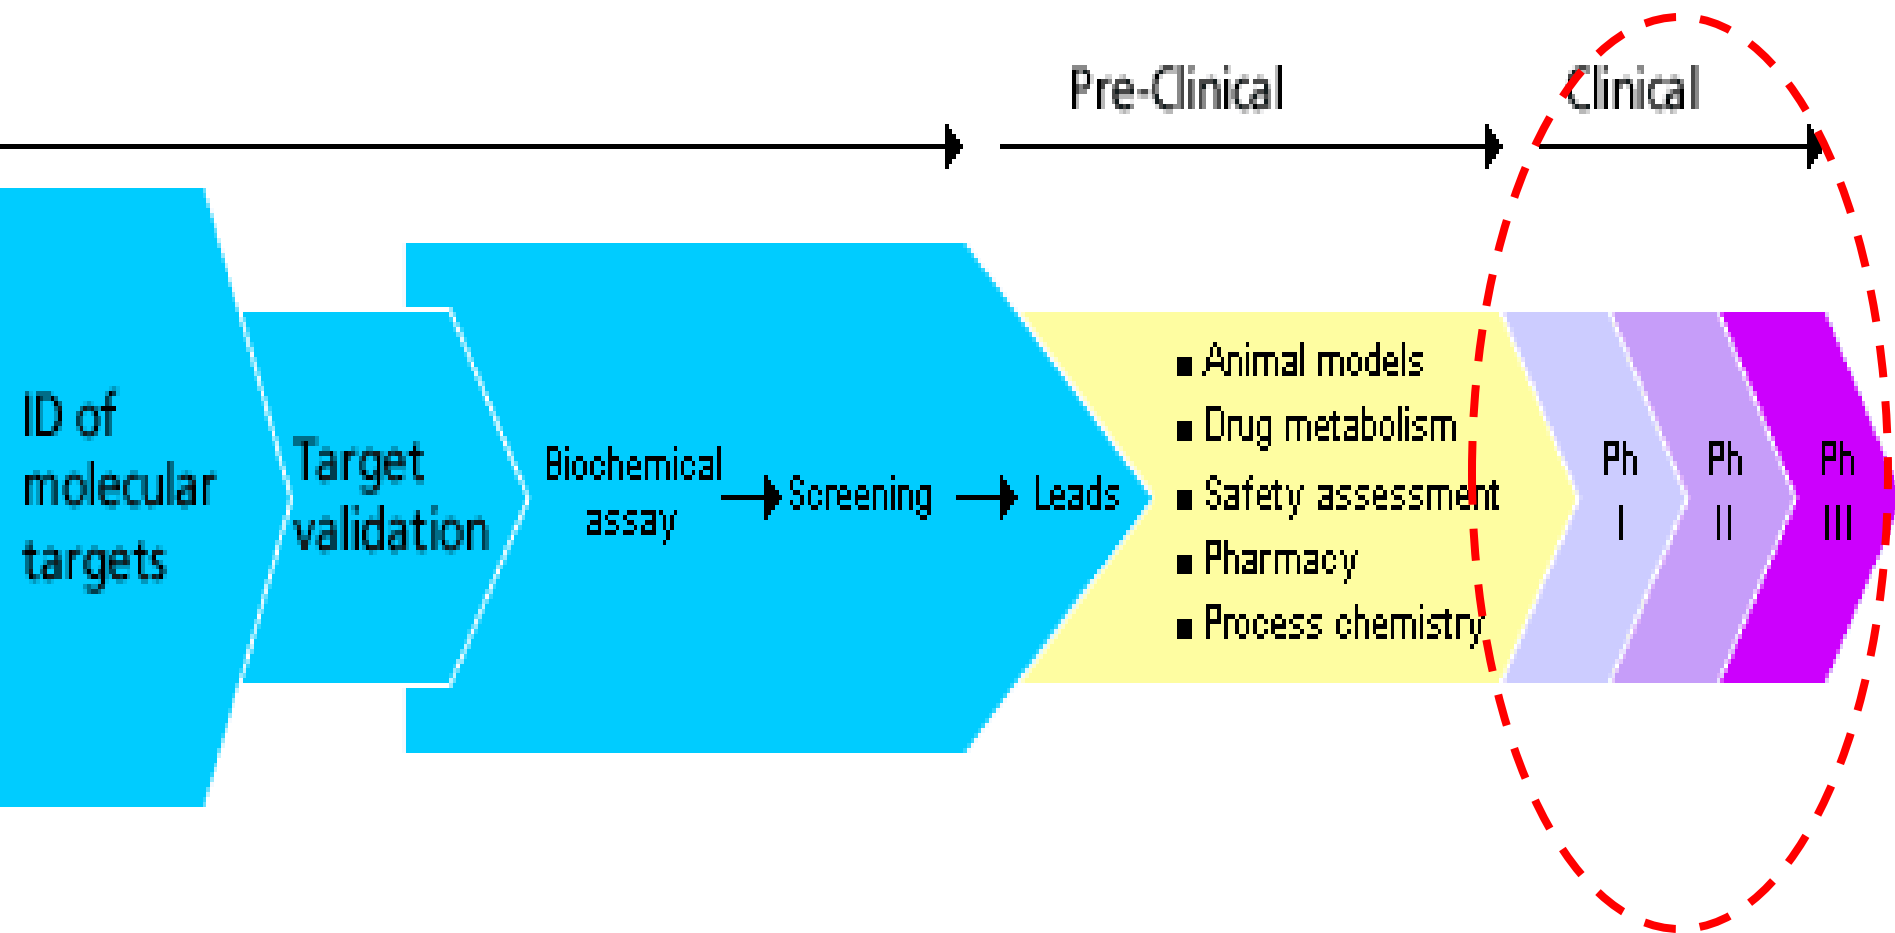 Pre-Clinical
Clinical
ID of
molecular
targets
Target
validation
Biochemical
assay
Screening
Leads
▪ Animal models
▪ Drug metabolism
▪ Safety assessment
▪ Pharmacy
▪ Process chemistry
Ph
I
Ph
II
Ph
III